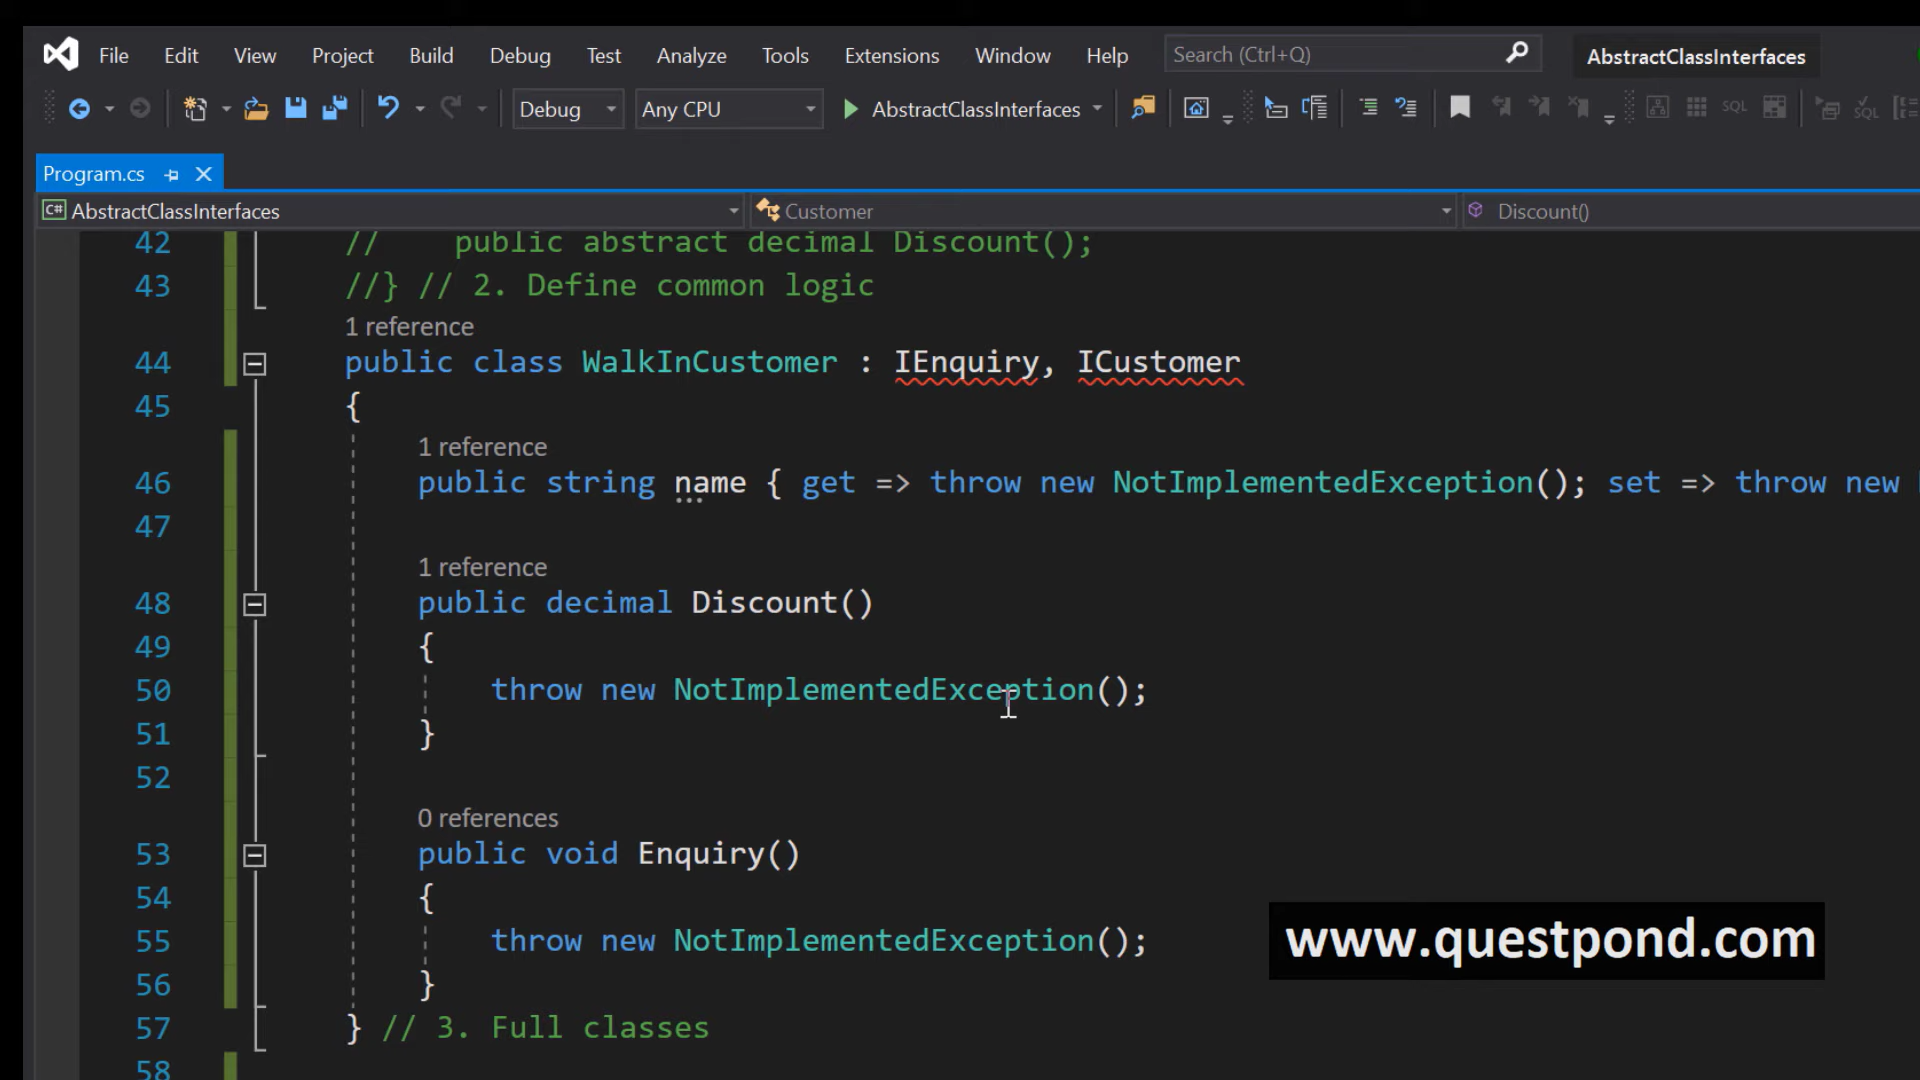 File Edit View Project Build Debug Test Analyze Tools Extensions Window Help Search (Ctrl+Q) AbstractClassInterfaces
Debug Any CPU AbstractClassInterfaces SQL SQL
Program.cs
C# AbstractClassInterfaces Customer Discount()
42 // public abstract decimal Discount();
43 //} // 2. Define common logic
1 reference
44 public class WalkInCustomer : IEnquiry, ICustomer
45 {
1 reference
46 public string name { get => throw new NotImplementedException(); set => throw new
47
1 reference
48 public decimal Discount()
49 {
50 throw new NotImplementedException();
51 }
52
0 references
53 public void Enquiry()
54 {
55 throw new NotImplementedException();
56 }
57 } // 3. Full classes
58
www.questpond.com